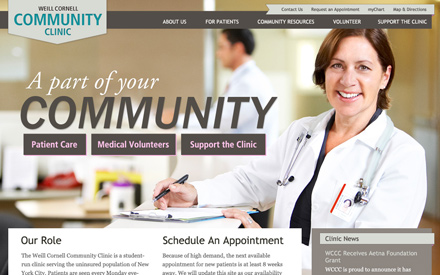 WEILL CORNELL
COMMUNITY
CLINIC
Contact Us Request an Appointment myChart Map & Directions
ABOUT US FOR PATIENTS COMMUNITY RESOURCES VOLUNTEER SUPPORT THE CLINIC
A part of your
COMMUNITY
Patient Care Medical Volunteers Support the Clinic
Our Role
The Weill Cornell Community Clinic is a student-
run clinic serving the uninsured population of New
York City. Patients are seen every Monday eve-
Schedule An Appointment
Because of high demand, the next available
appointment for new patients is at least 8 weeks
away. We will update this site as our availability
Clinic News
WCCC Receives Aetna Foundation
Grant
WCCC is proud to announce it has